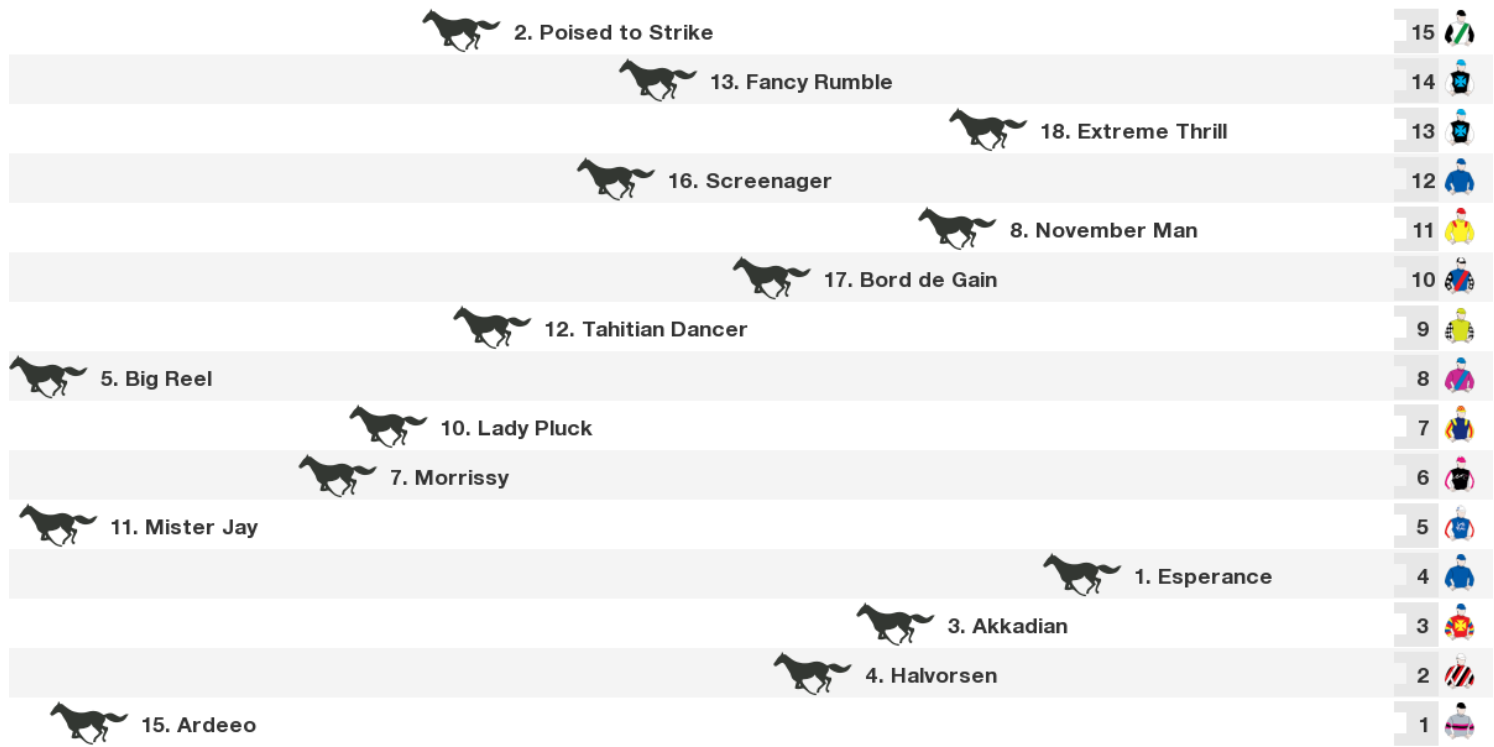 2. Poised to Strike 15
13. Fancy Rumble 14
18. Extreme Thrill 13
16. Screenager 12
8. November Man 11
17. Bord de Gain 10
12. Tahitian Dancer 9
5. Big Reel 8
10. Lady Pluck 7
7. Morrissy 6
11. Mister Jay 5
1. Esperance 4
3. Akkadian 3
4. Halvorsen 2
15. Ardeeo 1